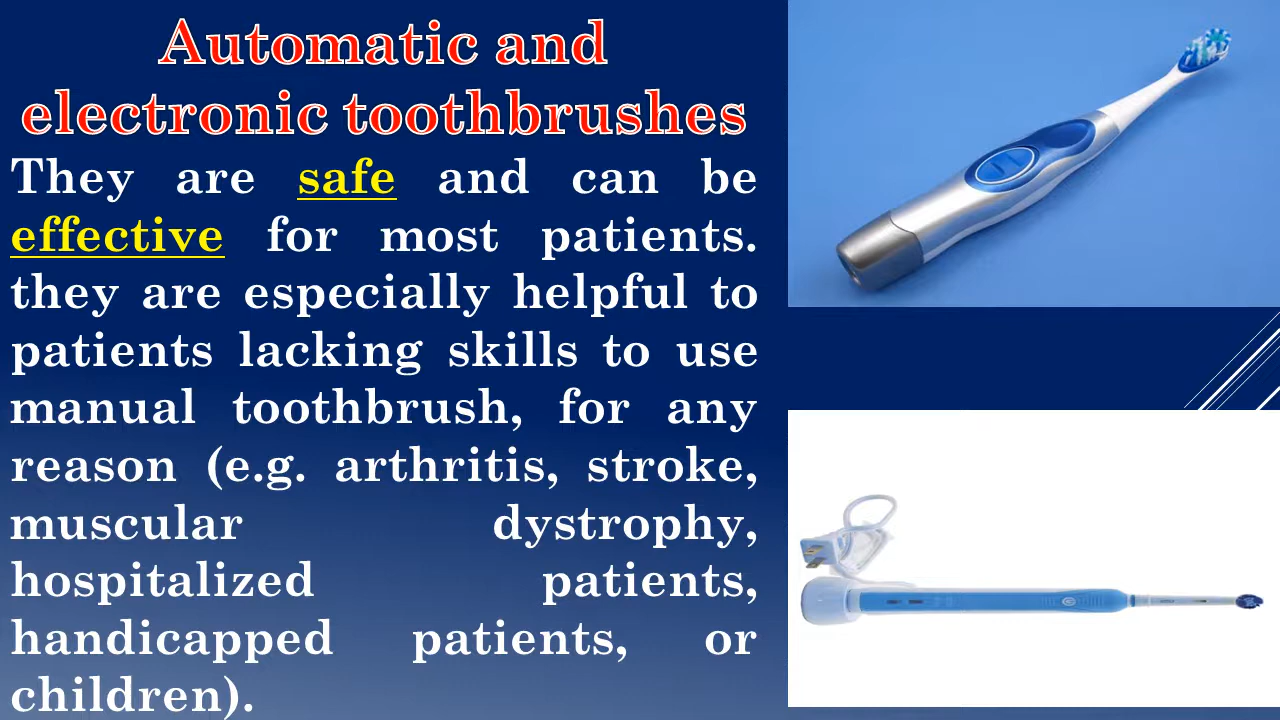 Automatic and
electronic toothbrushes
They are safe and can be
effective for most patients.
they are especially helpful to
patients lacking skills to use
manual toothbrush, for any
reason (e.g. arthritis, stroke,
muscular dystrophy,
hospitalized patients,
handicapped patients, or
children).